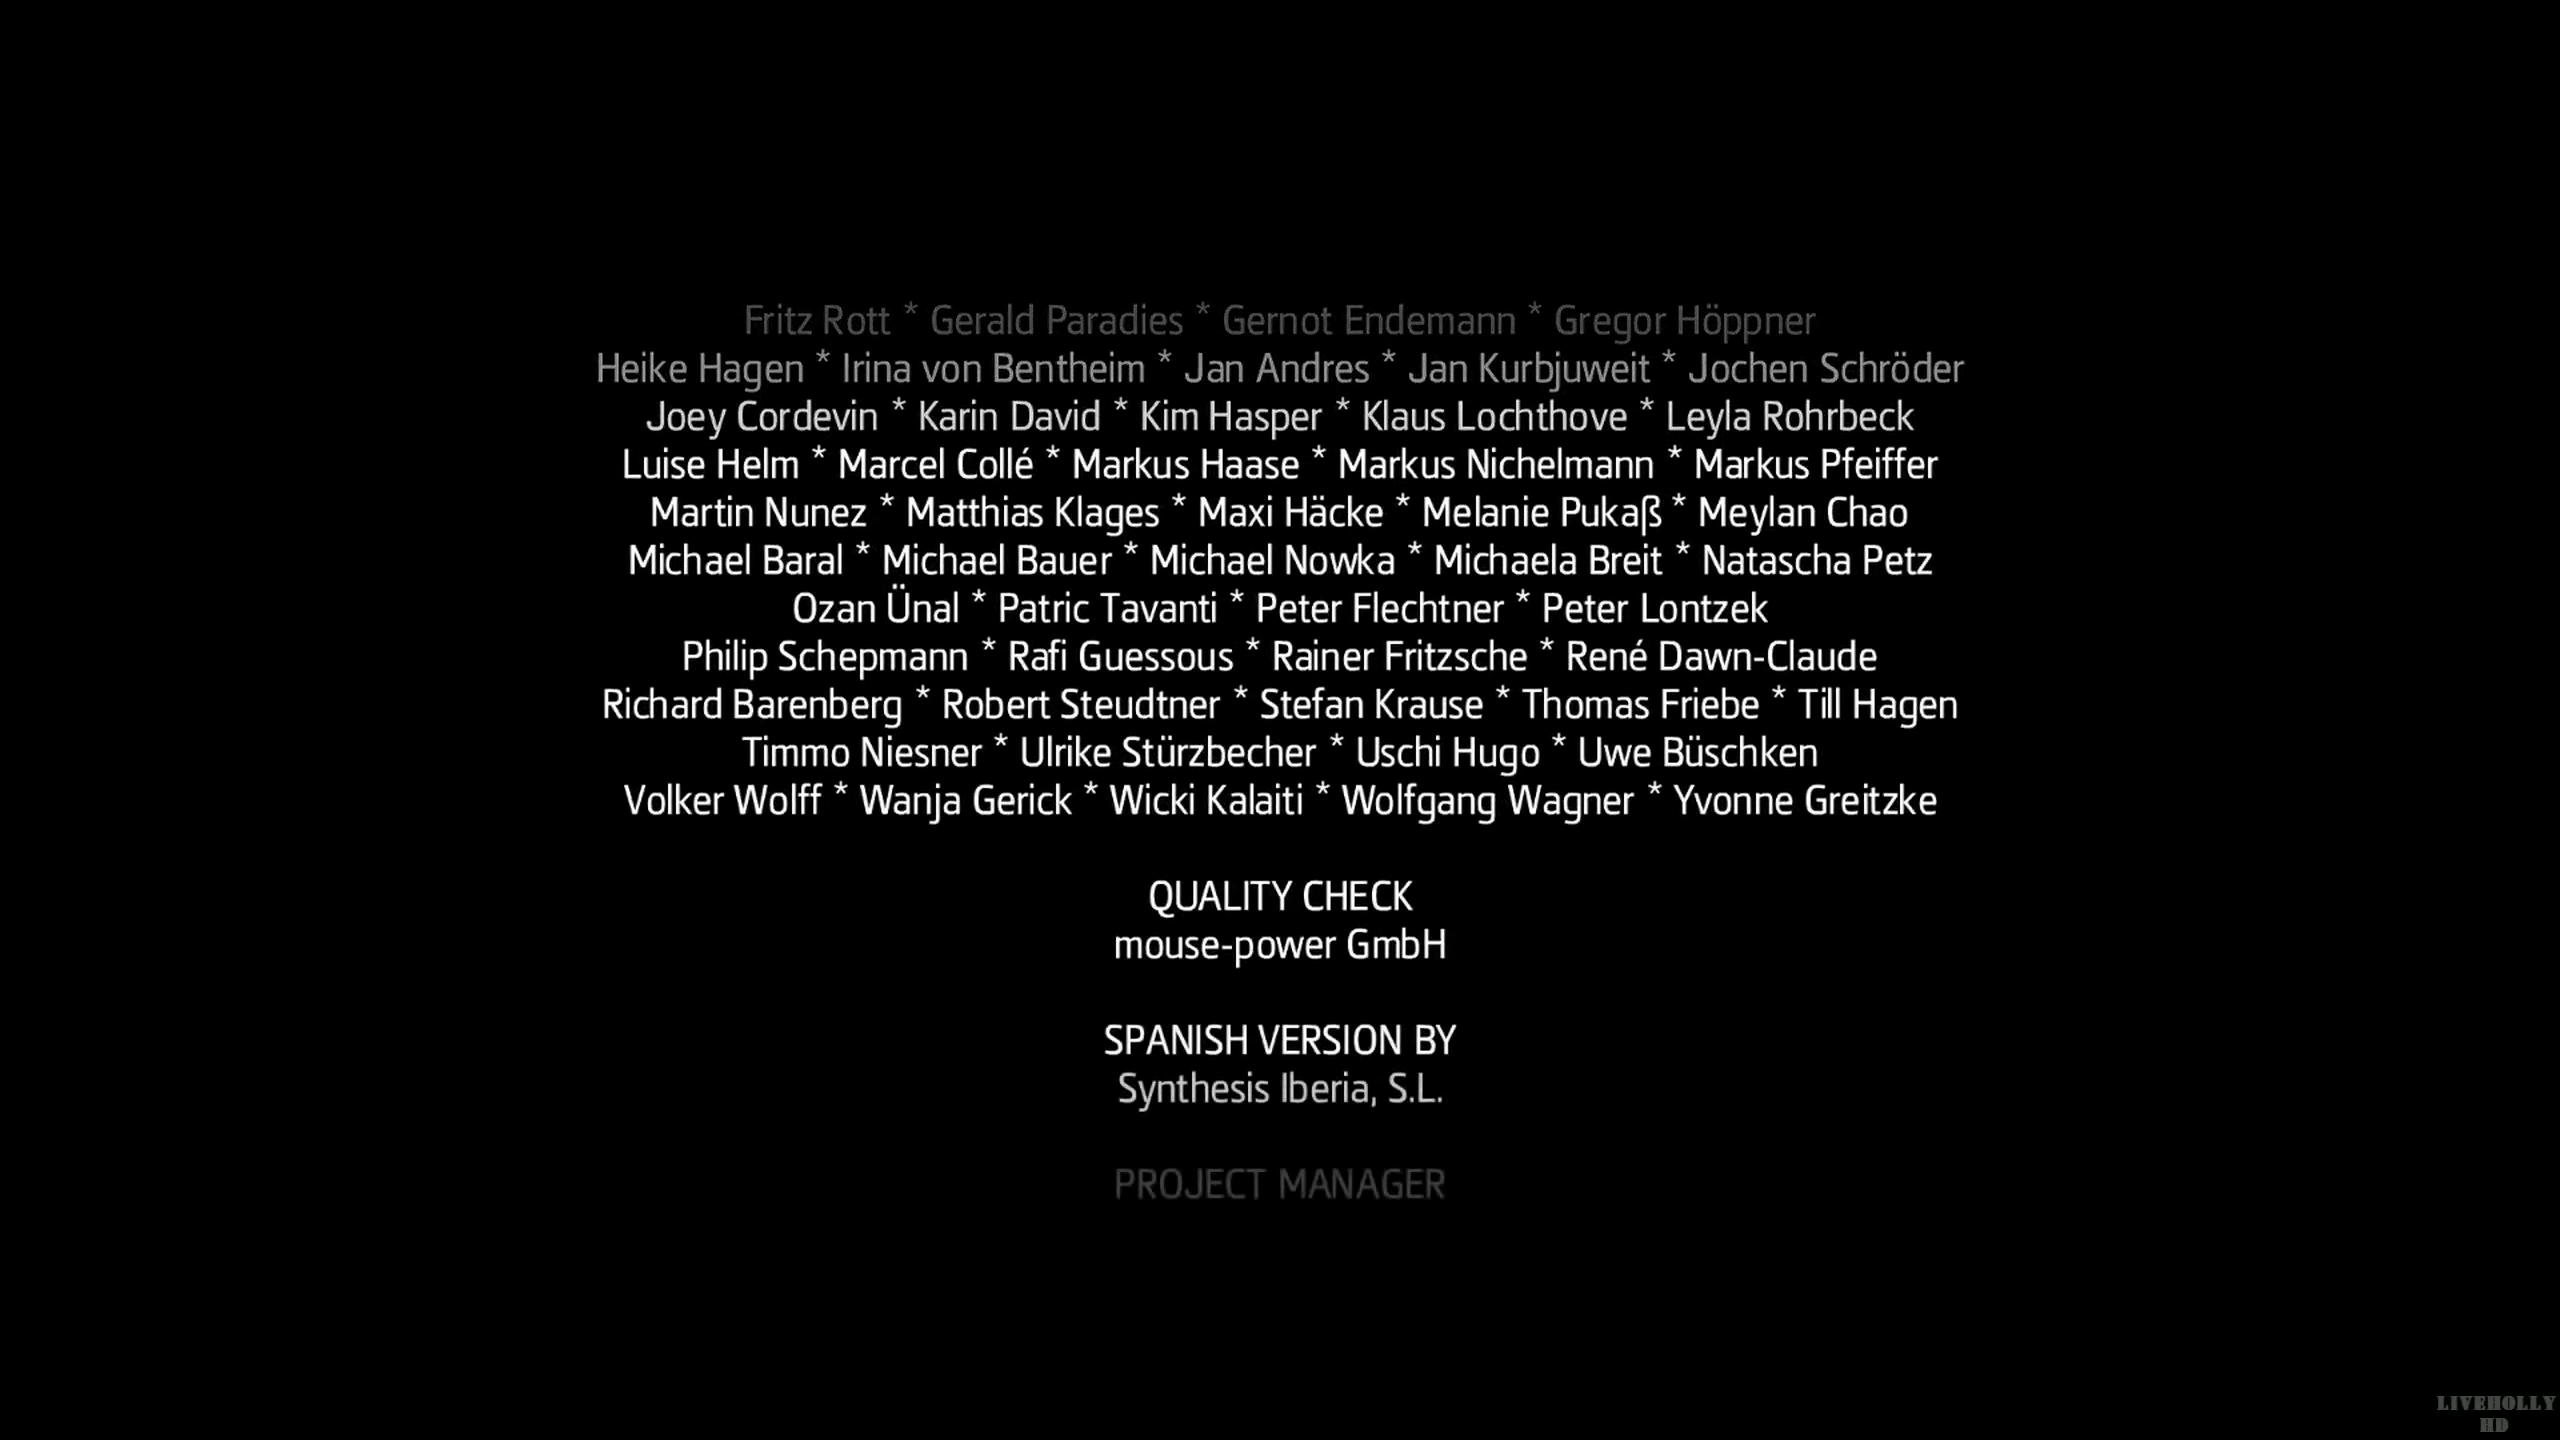 Fritz Rott * Gerald Paradies * Gernot Endemann * Gregor Höppner
Heike Hagen * Irina von Bentheim * Jan Andres * Jan Kurbjuweit * Jochen Schröder
Joey Cordevin * Karin David * Kim Hasper * Klaus Lochthove * Leyla Rohrbeck
Luise Helm * Marcel Collé * Markus Haase * Markus Nichelmann * Markus Pfeiffer
Martin Nunez * Matthias Klages * Maxi Häcke * Melanie Pukaß * Meylan Chao
Michael Baral * Michael Bauer * Michael Nowka * Michaela Breit * Natascha Petz
Ozan Ünal * Patric Tavanti * Peter Flechtner * Peter Lontzek
Philip Schepmann * Rafi Guessous * Rainer Fritzsche * René Dawn-Claude
Richard Barenberg * Robert Steudtner * Stefan Krause * Thomas Friebe * Till Hagen
Timmo Niesner * Ulrike Stürzbecher * Uschi Hugo * Uwe Büschken
Volker Wolff * Wanja Gerick * Wicki Kalaiti * Wolfgang Wagner * Yvonne Greitzke
QUALITY CHECK
mouse-power GmbH
SPANISH VERSION BY
Synthesis Iberia, S.L.
PROJECT MANAGER
LIVEHOLLY
HD